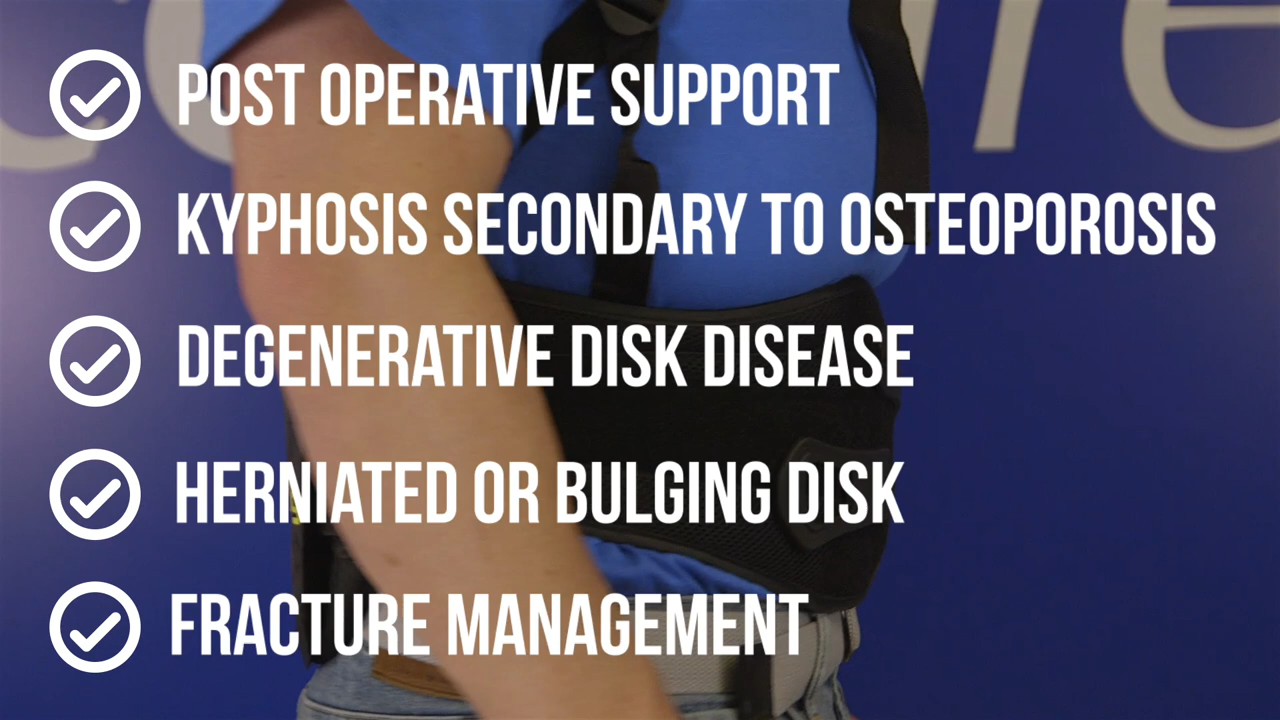 POST OPERATIVE SUPPORT
KYPHOSIS SECONDARY TO OSTEOPOROSIS
DEGENERATIVE DISK DISEASE
HERNIATED OR BULGING DISK
FRACTURE MANAGEMENT